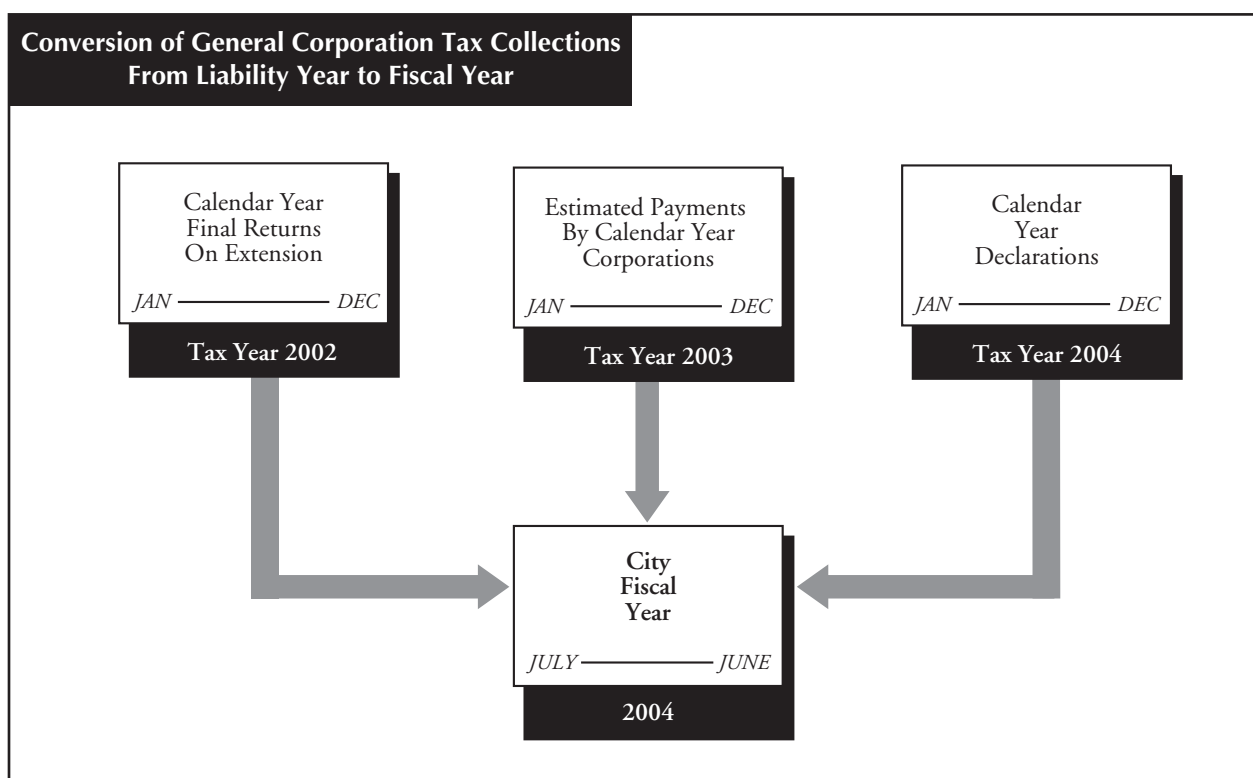 Conversion of General Corporation Tax Collections
From Liability Year to Fiscal Year
Calendar Year
Final Returns
On Extension
JAN DEC
Tax Year 2002
Estimated Payments
By Calendar Year
Corporations
JAN DEC
Tax Year 2003
Calendar
Year
Declarations
JAN DEC
Tax Year 2004
City
Fiscal
Year
JULY JUNE
2004